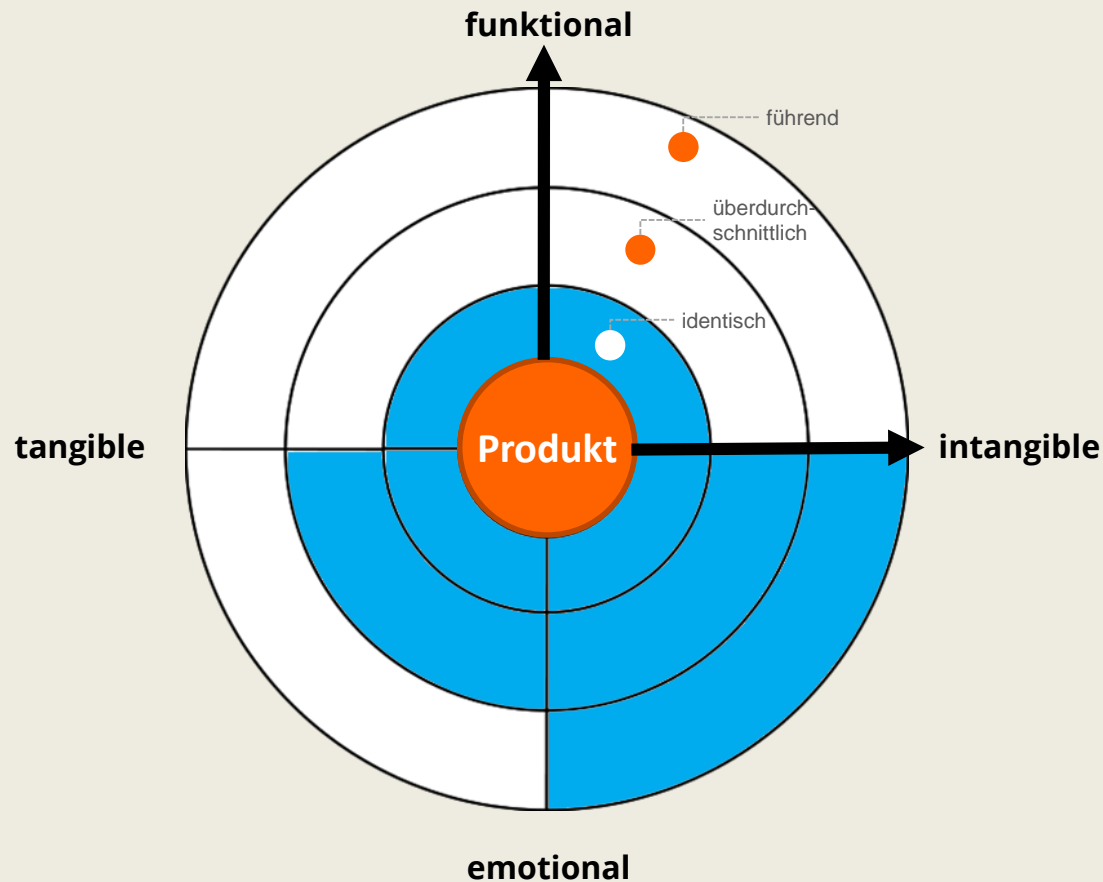 funktional
führend
überdurch-
schnittlich
identisch
tangible
Produkt
intangible
emotional